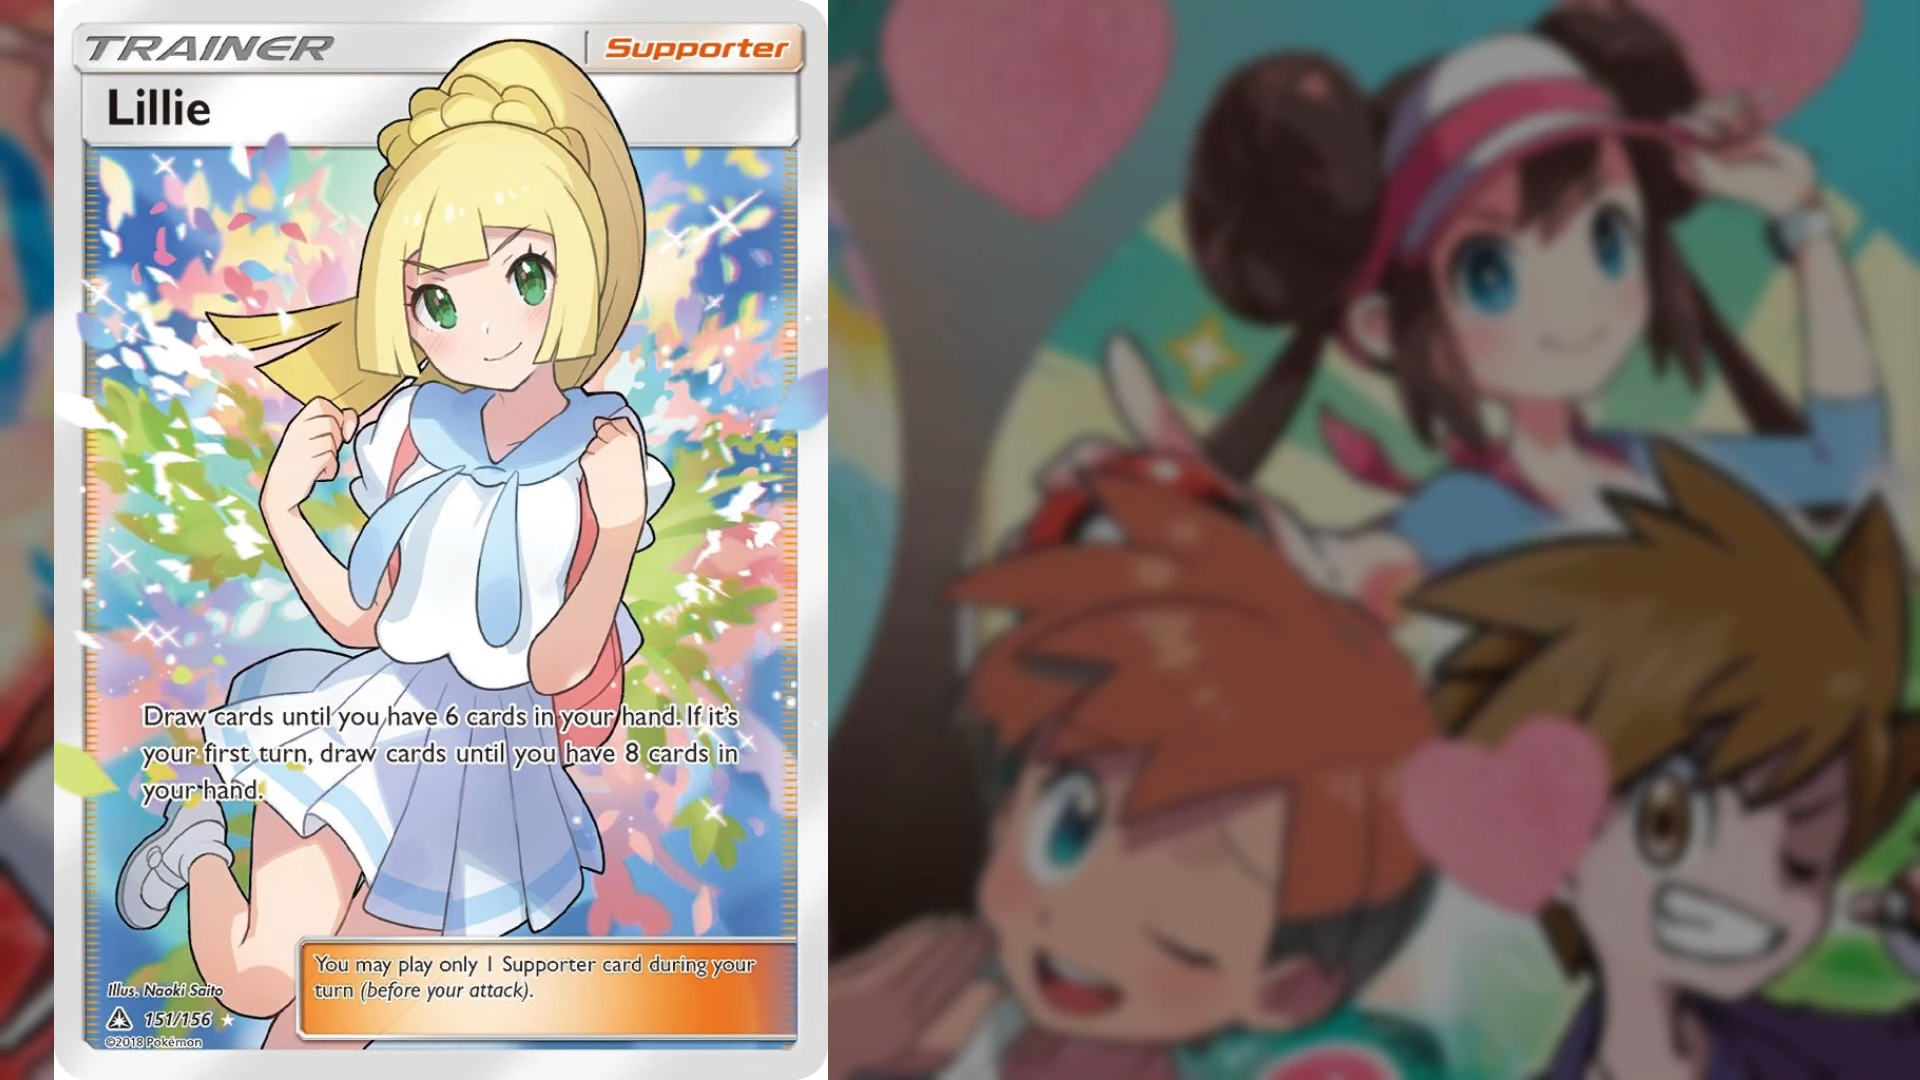 TRAINER
Supporter
Lillie
Draw cards until you have 6 cards in your hand. If it's
your first turn, draw cards until you have 8 cards in
your hand.
You may play only 1 Supporter card during your
turn (before your attack).
Illus. Naoki Saito
151/156
©2018 Pokémon